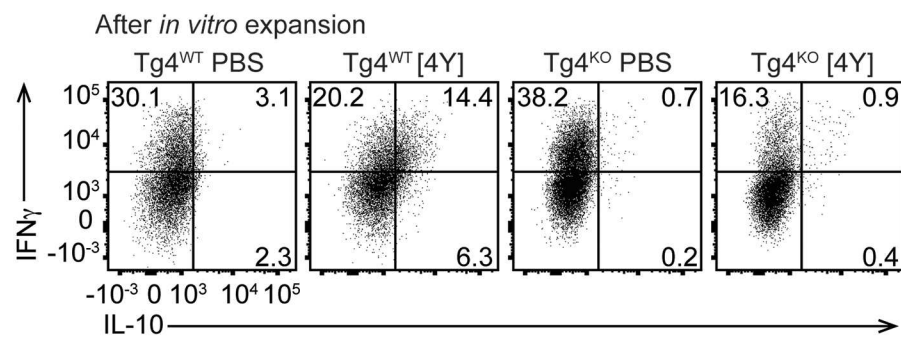 After in vitro expansion
Tg4WT PBS
Tg4WT [4Y]
Tg4KO PBS
Tg4KO [4Y]
30.1 3.1
2.3
20.2 14.4
6.3
38.2 0.7
0.2
16.3 0.9
0.4
10⁵
10⁴
10³
0
-10⁻³
IFNγ
-10⁻³ 0 10³ 10⁴ 10⁵
IL-10